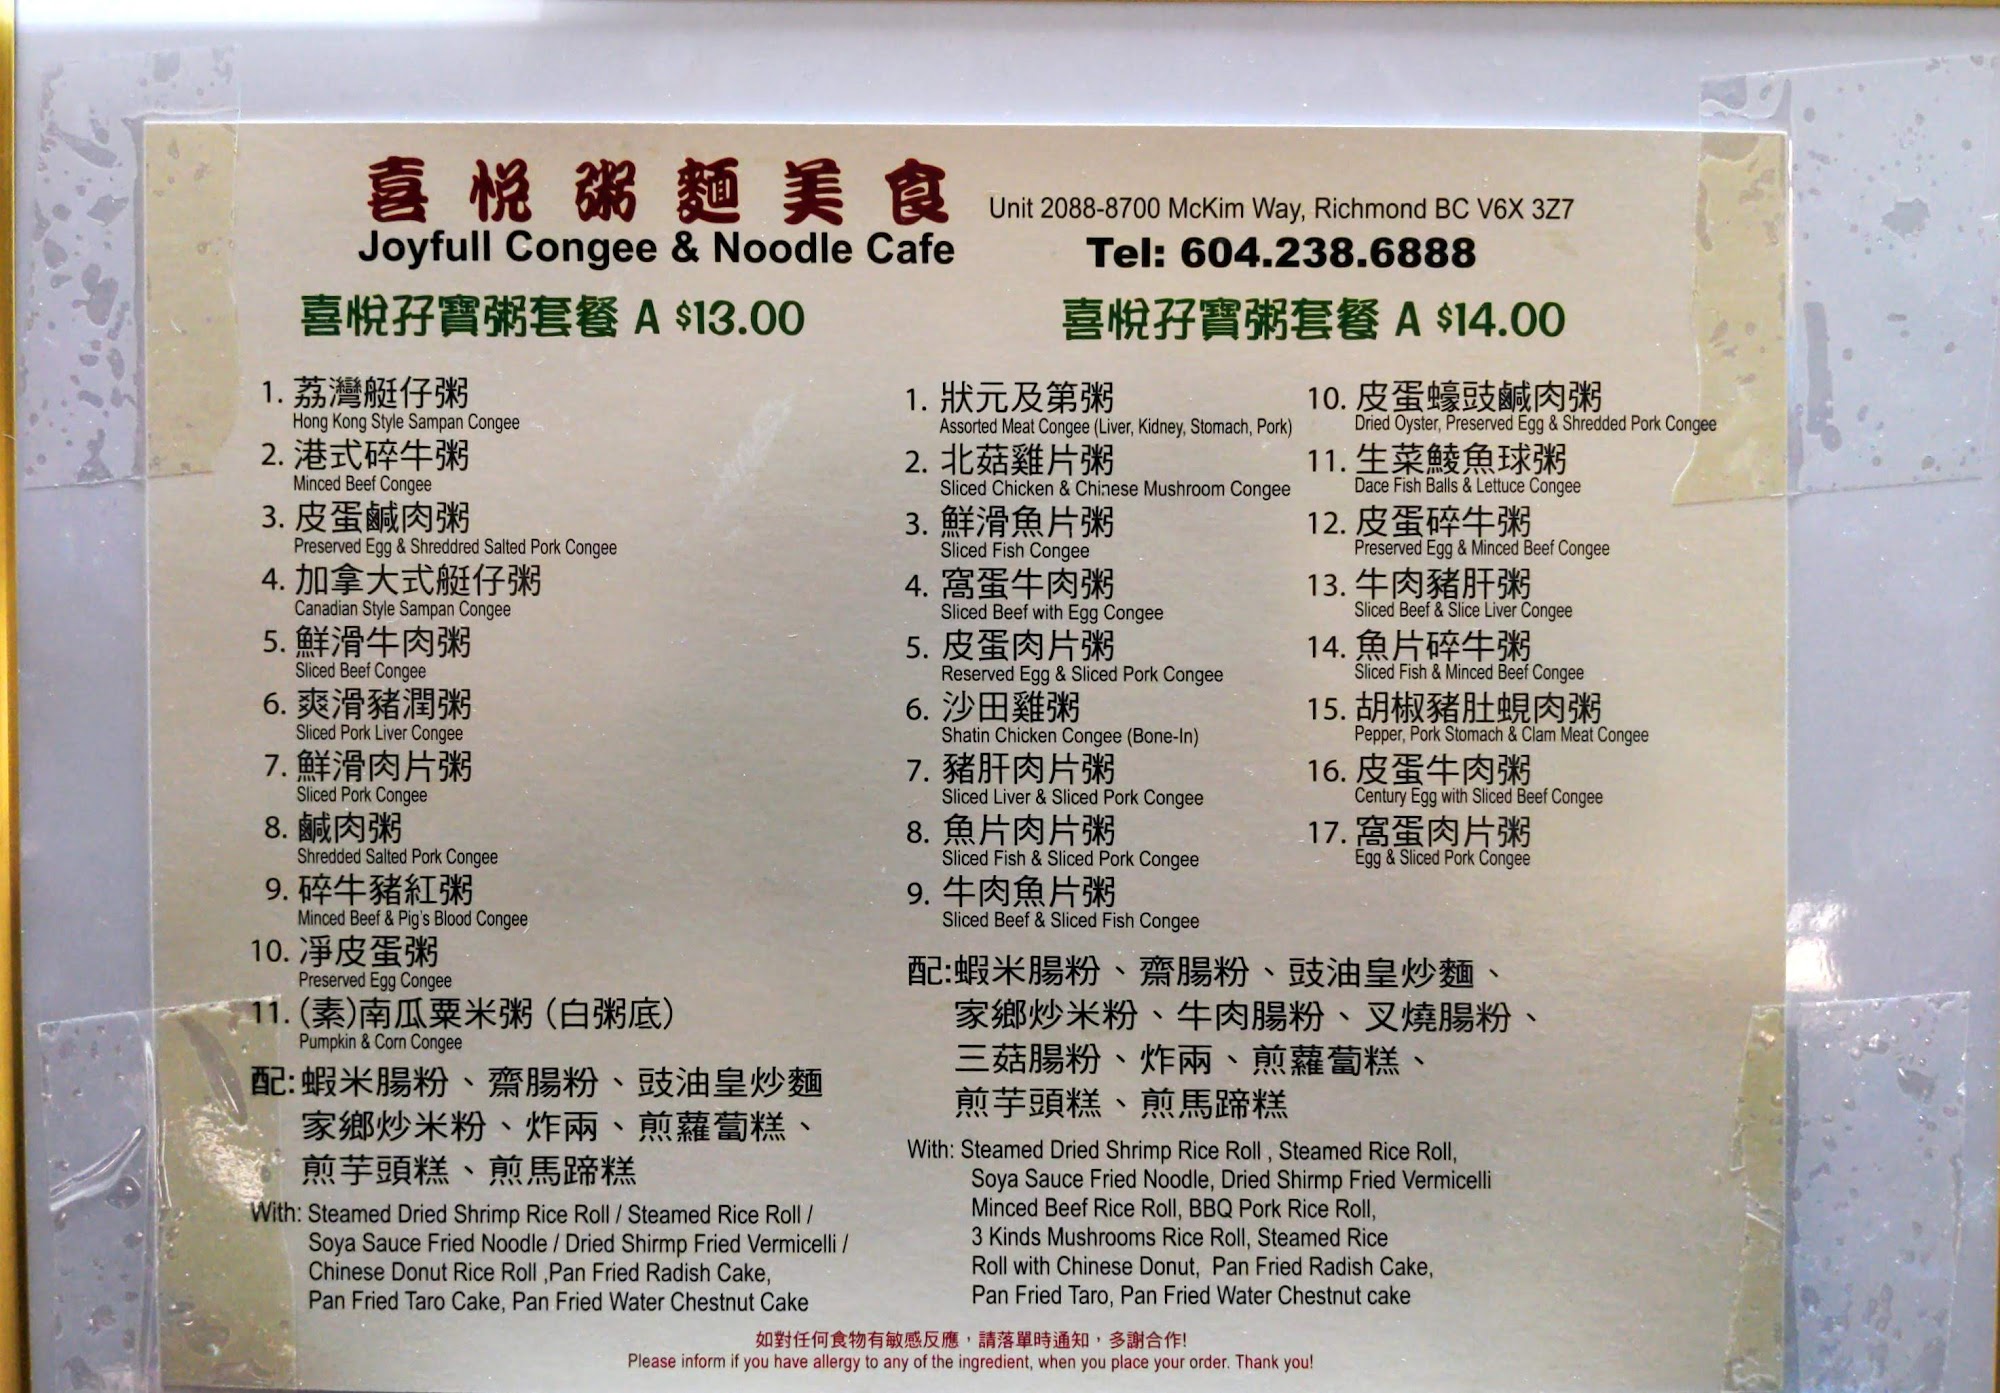 喜悅粥麵美食
Joyfull Congee & Noodle Cafe
Unit 2088-8700 McKim Way, Richmond BC V6X 3Z7
Tel: 604.238.6888
喜悅孖寶粥套餐 A $13.00
1. 荔灣艇仔粥
Hong Kong Style Sampan Congee
2. 港式碎牛粥
Minced Beef Congee
3. 皮蛋鹹肉粥
Preserved Egg & Shreddred Salted Pork Congee
4. 加拿大式艇仔粥
Canadian Style Sampan Congee
5. 鮮滑牛肉粥
Sliced Beef Congee
6. 爽滑豬潤粥
Sliced Pork Liver Congee
7. 鮮滑肉片粥
Sliced Pork Congee
8. 鹹肉粥
Shredded Salted Pork Congee
9. 碎牛豬紅粥
Minced Beef & Pig's Blood Congee
10. 凈皮蛋粥
Preserved Egg Congee
11. (素)南瓜粟米粥 (白粥底)
Pumpkin & Corn Congee
配: 蝦米腸粉、齋腸粉、豉油皇炒麵
家鄉炒米粉、炸兩、煎蘿蔔糕、
煎芋頭糕、煎馬蹄糕
With: Steamed Dried Shrimp Rice Roll / Steamed Rice Roll /
Soya Sauce Fried Noodle / Dried Shirmp Fried Vermicelli /
Chinese Donut Rice Roll ,Pan Fried Radish Cake,
Pan Fried Taro Cake, Pan Fried Water Chestnut Cake
喜悅孖寶粥套餐 A $14.00
1. 狀元及第粥
Assorted Meat Congee (Liver, Kidney, Stomach, Pork)
2. 北菇雞片粥
Sliced Chicken & Chinese Mushroom Congee
3. 鮮滑魚片粥
Sliced Fish Congee
4. 窩蛋牛肉粥
Sliced Beef with Egg Congee
5. 皮蛋肉片粥
Reserved Egg & Sliced Pork Congee
6. 沙田雞粥
Shatin Chicken Congee (Bone-In)
7. 豬肝肉片粥
Sliced Liver & Sliced Pork Congee
8. 魚片肉片粥
Sliced Fish & Sliced Pork Congee
9. 牛肉魚片粥
Sliced Beef & Sliced Fish Congee
10. 皮蛋蠔豉鹹肉粥
Dried Oyster, Preserved Egg & Shredded Pork Congee
11. 生菜鯪魚球粥
Dace Fish Balls & Lettuce Congee
12. 皮蛋碎牛粥
Preserved Egg & Minced Beef Congee
13. 牛肉豬肝粥
Sliced Beef & Slice Liver Congee
14. 魚片碎牛粥
Sliced Fish & Minced Beef Congee
15. 胡椒豬肚蜆肉粥
Pepper, Pork Stomach & Clam Meat Congee
16. 皮蛋牛肉粥
Century Egg with Sliced Beef Congee
17. 窩蛋肉片粥
Egg & Sliced Pork Congee
配:蝦米腸粉、齋腸粉、豉油皇炒麵、
家鄉炒米粉、牛肉腸粉、叉燒腸粉、
三菇腸粉、炸兩、煎蘿蔔糕、
煎芋頭糕、煎馬蹄糕
With: Steamed Dried Shrimp Rice Roll , Steamed Rice Roll,
Soya Sauce Fried Noodle, Dried Shirmp Fried Vermicelli
Minced Beef Rice Roll, BBQ Pork Rice Roll,
3 Kinds Mushrooms Rice Roll, Steamed Rice
Roll with Chinese Donut, Pan Fried Radish Cake,
Pan Fried Taro, Pan Fried Water Chestnut cake
如對任何食物有敏感反應，請落單時通知，多謝合作!
Please inform if you have allergy to any of the ingredient, when you place your order. Thank you!